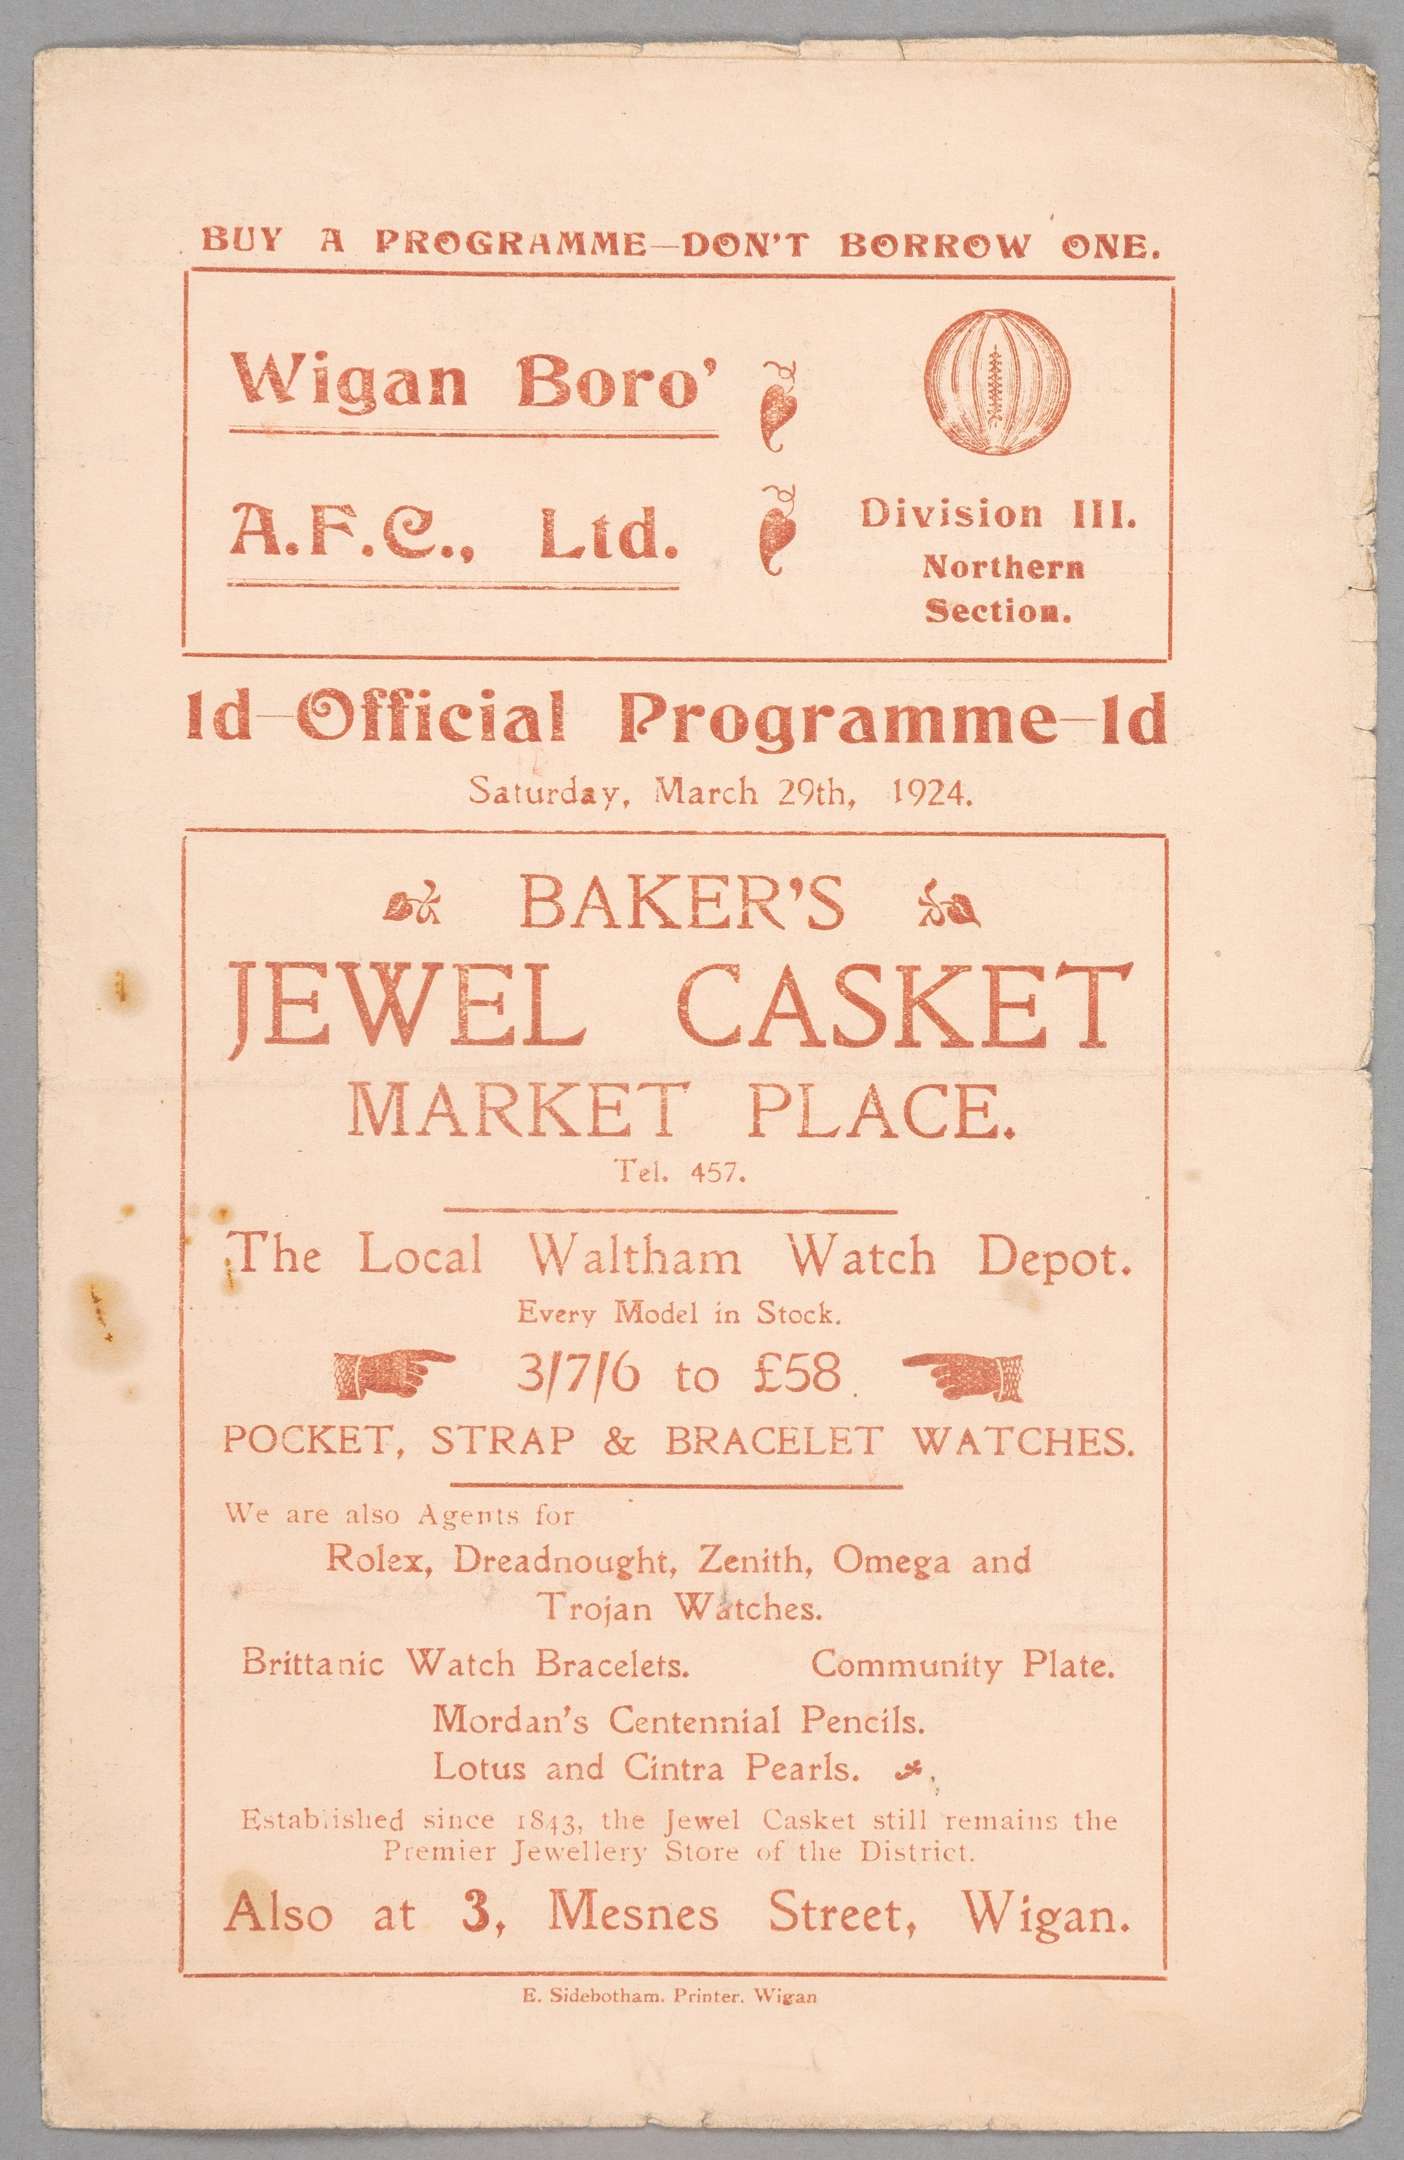 BUY A PROGRAMME—DON'T BORROW ONE.
Wigan Boro'
A.F.C., Ltd.
Division III.
Northern
Section.
1d—Official Programme—1d
Saturday, March 29th, 1924.
BAKER'S
JEWEL CASKET
MARKET PLACE.
Tel. 457.
The Local Waltham Watch Depot.
Every Model in Stock.
3/7/6 to £58.
POCKET, STRAP & BRACELET WATCHES.
We are also Agents for
Rolex, Dreadnought, Zenith, Omega and
Trojan Watches.
Brittanic Watch Bracelets. Community Plate.
Mordan's Centennial Pencils.
Lotus and Cintra Pearls.
Established since 1843, the Jewel Casket still remains the
Premier Jewellery Store of the District.
Also at 3, Mesnes Street, Wigan.
E. Sidebotham. Printer. Wigan